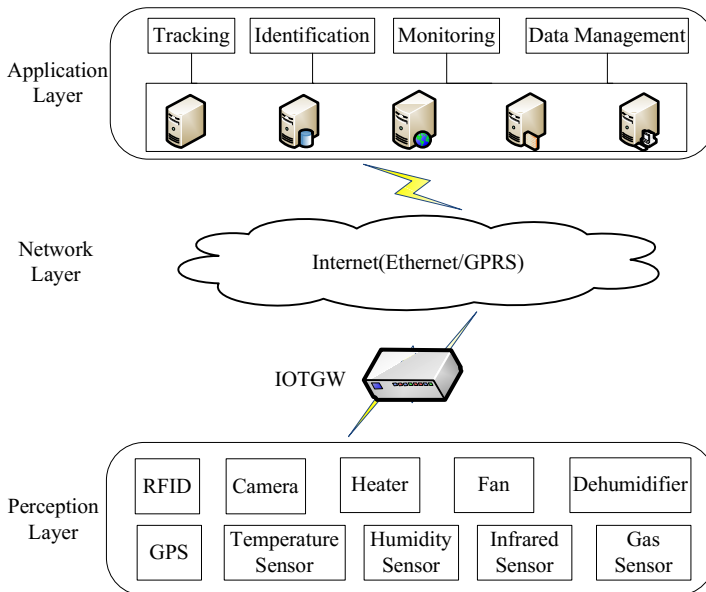 Tracking
Identification
Monitoring
Data Management
Application
Layer
Network
Layer
Internet(Ethernet/GPRS)
IOTGW
RFID
Camera
Heater
Fan
Dehumidifier
Perception
Layer
GPS
Temperature
Sensor
Humidity
Sensor
Infrared
Sensor
Gas
Sensor